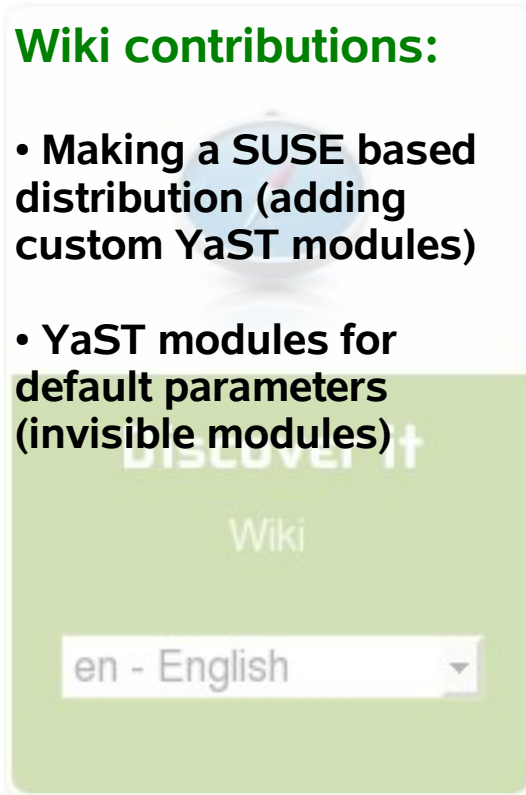 Wiki contributions:
• Making a SUSE based
distribution (adding
custom YaST modules)
• YaST modules for
default parameters
(invisible modules)
Discover it
Wiki
en - English